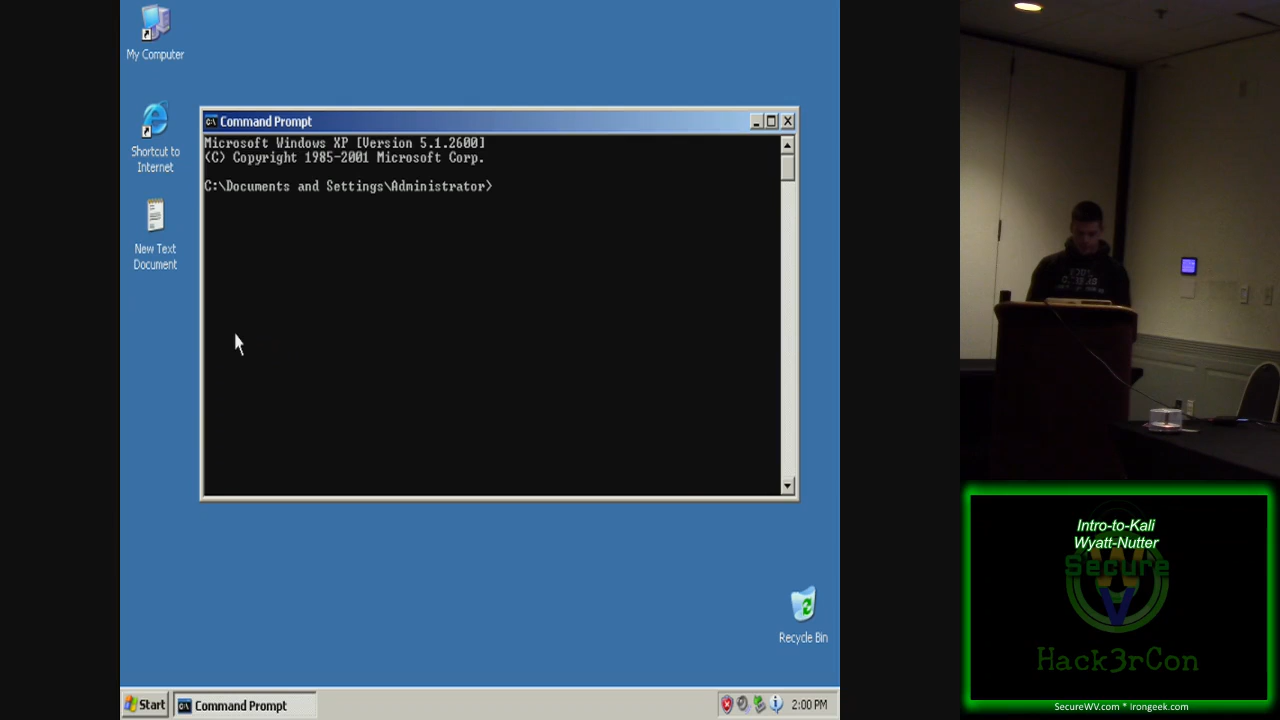 My Computer
Shortcut to
Internet
New Text
Document
Command Prompt
Microsoft Windows XP [Version 5.1.2600]
(C) Copyright 1985-2001 Microsoft Corp.
C:\Documents and Settings\Administrator>
Recycle Bin
Start
Command Prompt
2:00 PM
Intro-to-Kali
Wyatt-Nutter
Secure
W
V
Hack3rCon
SecureWV.com * Irongeek.com